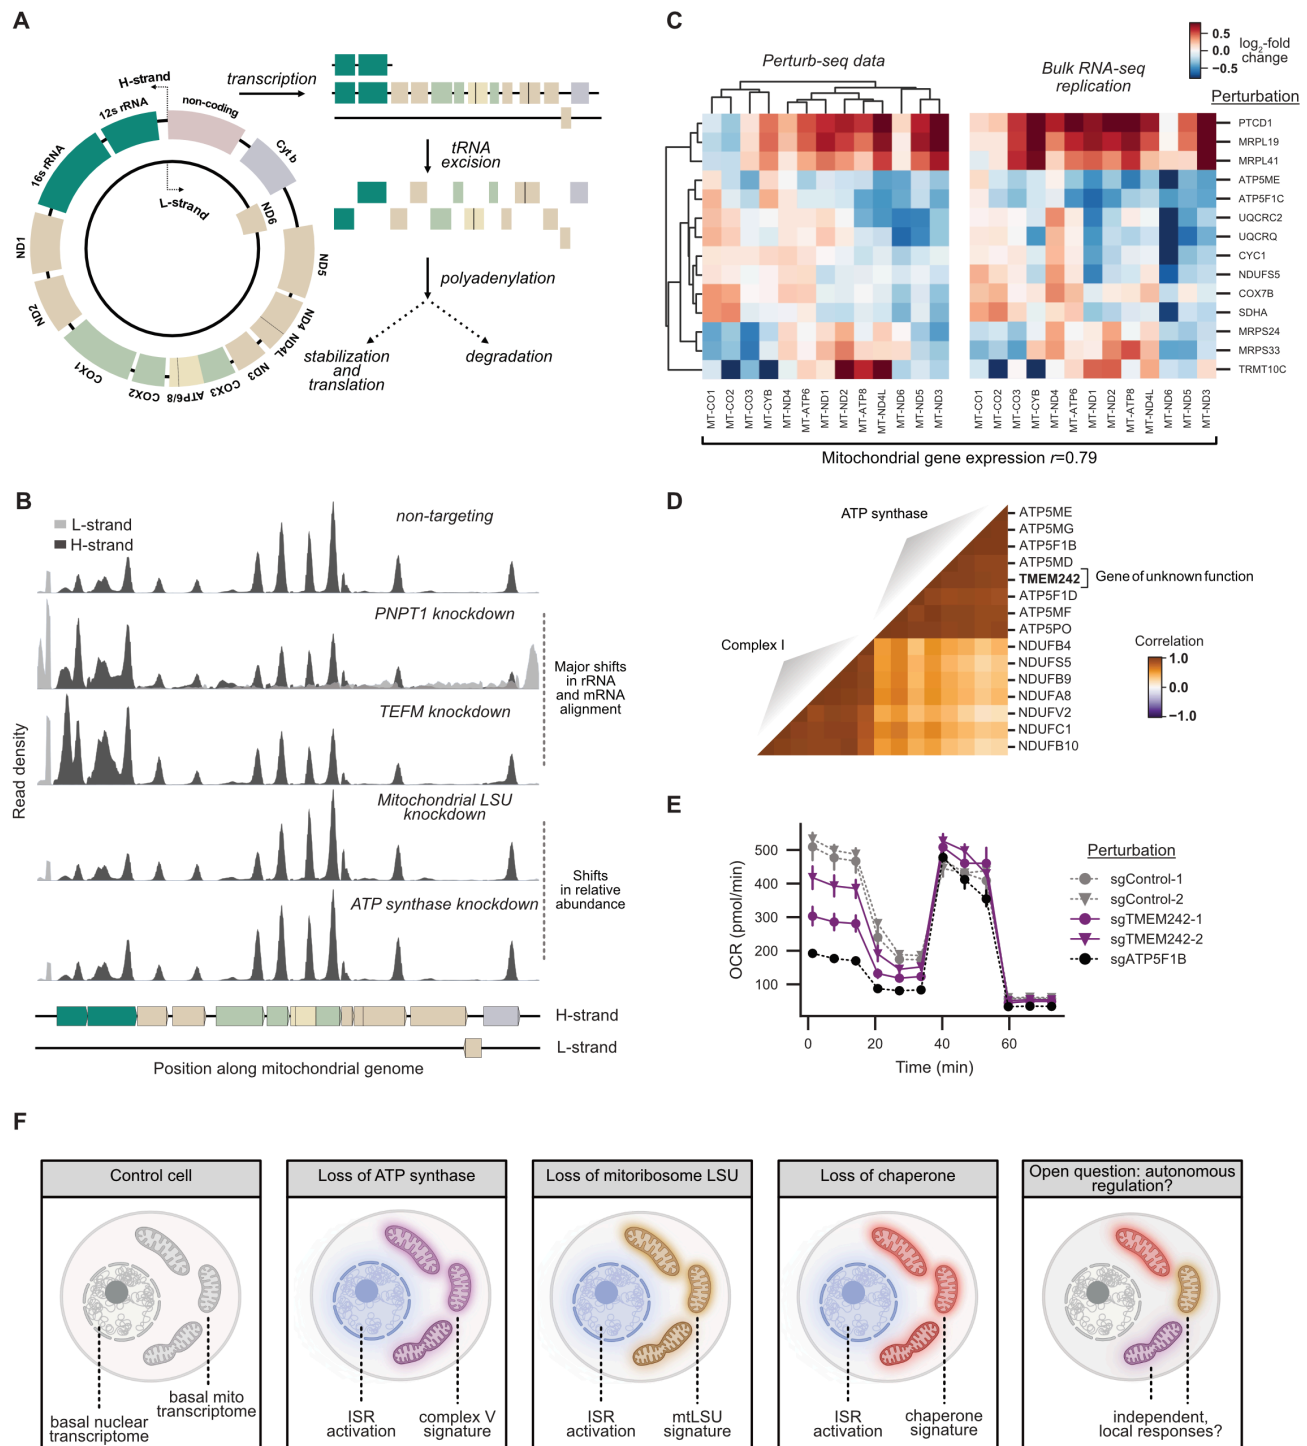 A
H-strand
12s rRNA
non-coding
16s rRNA
Cyt b
L-strand
ND6
ND1
ND5
ND2
ND4
ND4L
COX1
COX2
ATP6/8
COX3
ND3
transcription
tRNA
excision
polyadenylation
stabilization
and
translation
degradation
B
L-strand
H-strand
non-targeting
PNPT1 knockdown
TEFM knockdown
Mitochondrial LSU
knockdown
ATP synthase knockdown
Major shifts
in rRNA
and mRNA
alignment
Shifts
in relative
abundance
Read density
H-strand
L-strand
Position along mitochondrial genome
C
0.5
0.0
−0.5
log2-fold
change
Perturb-seq data
Bulk RNA-seq
replication
Perturbation
PTCD1
MRPL19
MRPL41
ATP5ME
ATP5F1C
UQCRC2
UQCRQ
CYC1
NDUFS5
COX7B
SDHA
MRPS24
MRPS33
TRMT10C
MT-CO1
MT-CO2
MT-CO3
MT-CYB
MT-ND4
MT-ATP6
MT-ND1
MT-ND2
MT-ATP8
MT-ND4L
MT-ND6
MT-ND5
MT-ND3
MT-CO1
MT-CO2
MT-CO3
MT-CYB
MT-ND4
MT-ATP6
MT-ND1
MT-ND2
MT-ATP8
MT-ND4L
MT-ND6
MT-ND5
MT-ND3
Mitochondrial gene expression r=0.79
D
ATP synthase
Complex I
ATP5ME
ATP5MG
ATP5F1B
ATP5MD
TMEM242
ATP5F1D
ATP5MF
ATP5PO
NDUFB4
NDUFS5
NDUFB9
NDUFA8
NDUFV2
NDUFC1
NDUFB10
Gene of unknown function
Correlation
1.0
0.0
−1.0
E
OCR (pmol/min)
500
400
300
200
100
0
20
40
60
Time (min)
Perturbation
sgControl-1
sgControl-2
sgTMEM242-1
sgTMEM242-2
sgATP5F1B
F
Control cell
basal nuclear
transcriptome
basal mito
transcriptome
Loss of ATP synthase
ISR
activation
complex V
signature
Loss of mitoribosome LSU
ISR
activation
mtLSU
signature
Loss of chaperone
ISR
activation
chaperone
signature
Open question: autonomous
regulation?
independent,
local responses?